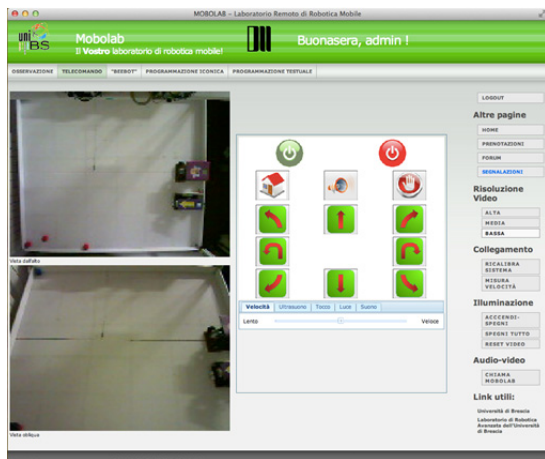 MOBOLAB – Laboratorio Remoto di Robotica Mobile
uni
BS
Mobolab
Il Vostro laboratorio di robotica mobile!
Buonasera, admin !
OSSERVAZIONE
TELECOMANDO
"BEEBOT"
PROGRAMMAZIONE ICONICA
PROGRAMMAZIONE TESTUALE
Vista dall'alto
Vista obliqua
Velocità
Ultrasuono
Tocco
Luce
Suono
Lento
Veloce
LOGOUT
Altre pagine
HOME
PRENOTAZIONI
FORUM
SEGNALAZIONI
Risoluzione
Video
ALTA
MEDIA
BASSA
Collegamento
RICALIBRA
SISTEMA
MISURA
VELOCITÀ
Illuminazione
ACCCENDI-
SPEGNI
SPEGNI TUTTO
RESET VIDEO
Audio-video
CHIAMA
MOBOLAB
Link utili:
Università di Brescia
Laboratorio di Robotica
Avanzata dell'Università
di Brescia